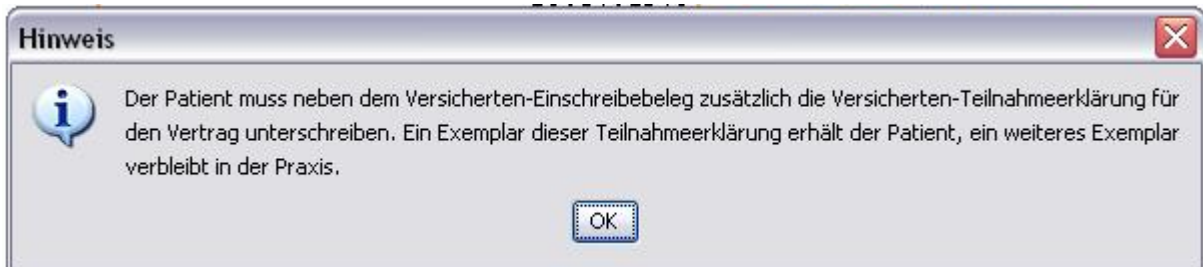 Hinweis
Der Patient muss neben dem Versicherten-Einschreibebeleg zusätzlich die Versicherten-Teilnahmeerklärung für
den Vertrag unterschreiben. Ein Exemplar dieser Teilnahmeerklärung erhält der Patient, ein weiteres Exemplar
verbleibt in der Praxis.
OK